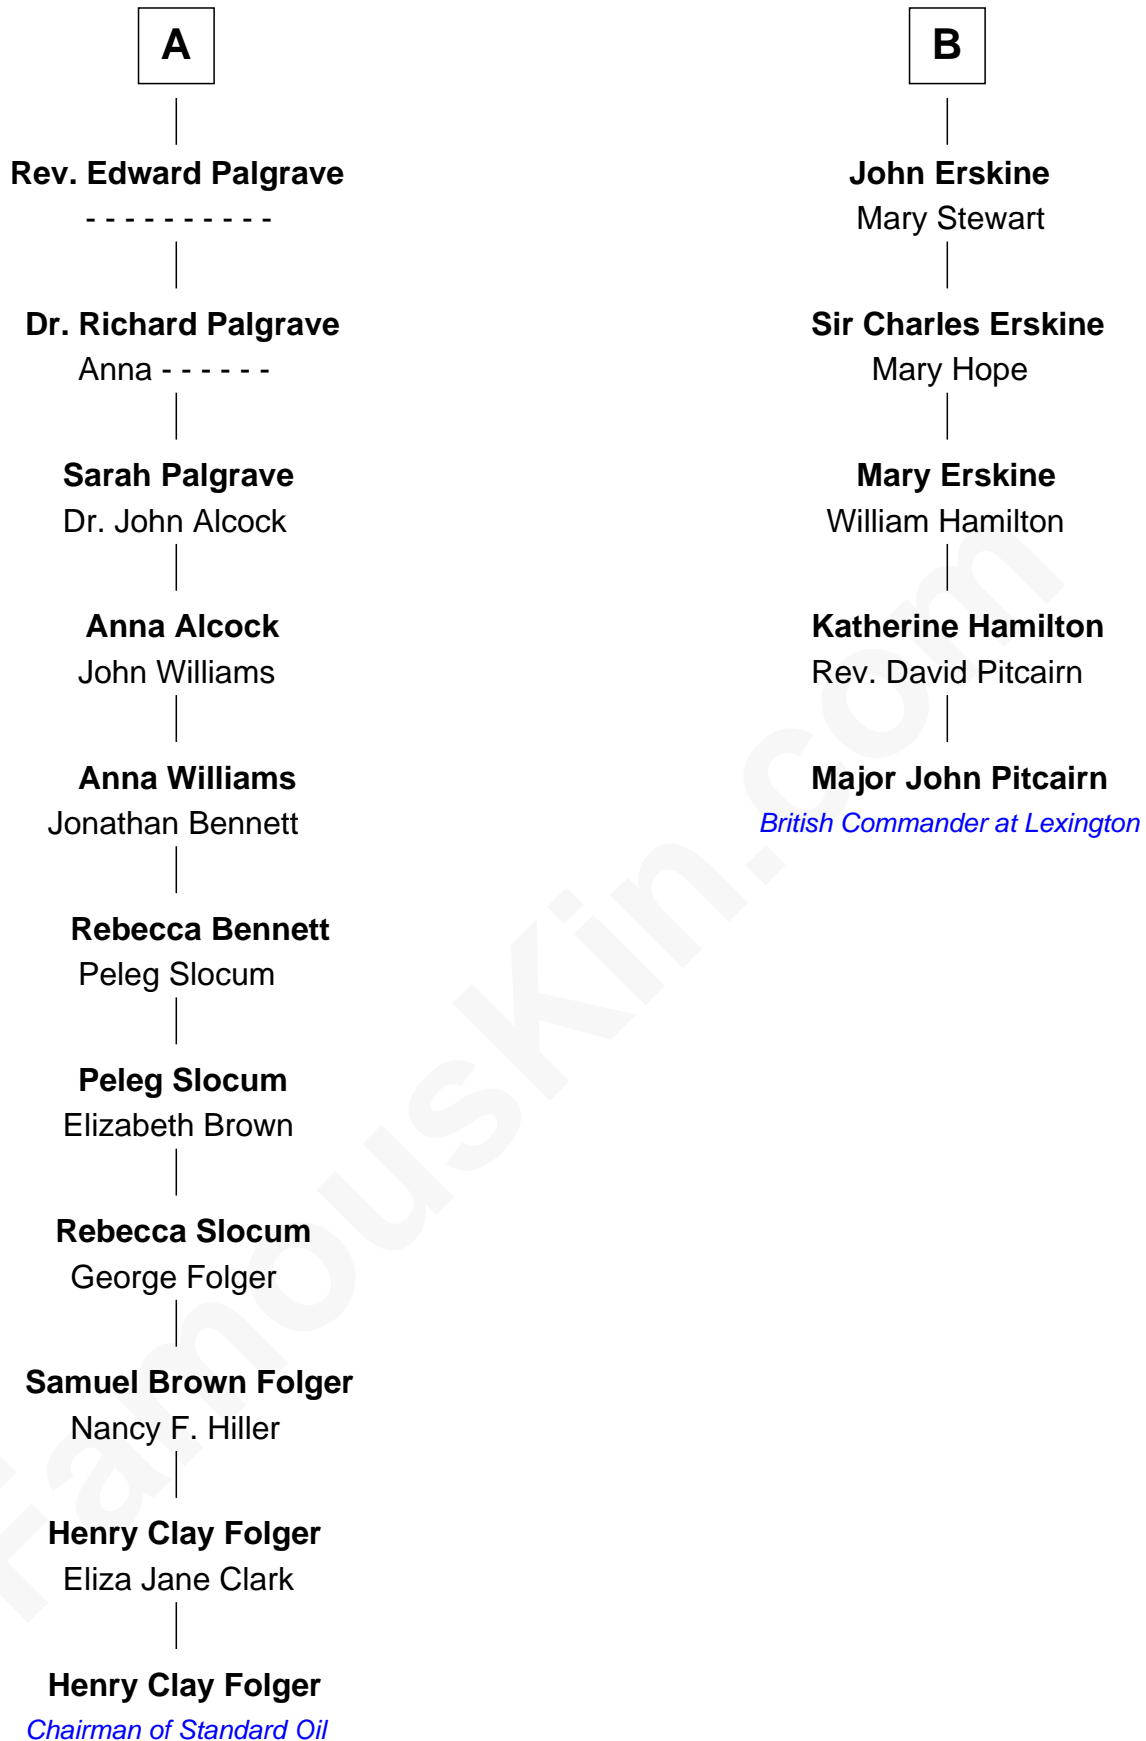 A
Rev. Edward Palgrave
- - - - - - - - - -
Dr. Richard Palgrave
Anna - - - - - -
Sarah Palgrave
Dr. John Alcock
Anna Alcock
John Williams
Anna Williams
Jonathan Bennett
Rebecca Bennett
Peleg Slocum
Peleg Slocum
Elizabeth Brown
Rebecca Slocum
George Folger
Samuel Brown Folger
Nancy F. Hiller
Henry Clay Folger
Eliza Jane Clark
Henry Clay Folger
Chairman of Standard Oil
B
John Erskine
Mary Stewart
Sir Charles Erskine
Mary Hope
Mary Erskine
William Hamilton
Katherine Hamilton
Rev. David Pitcairn
Major John Pitcairn
British Commander at Lexington
FamousKin.com